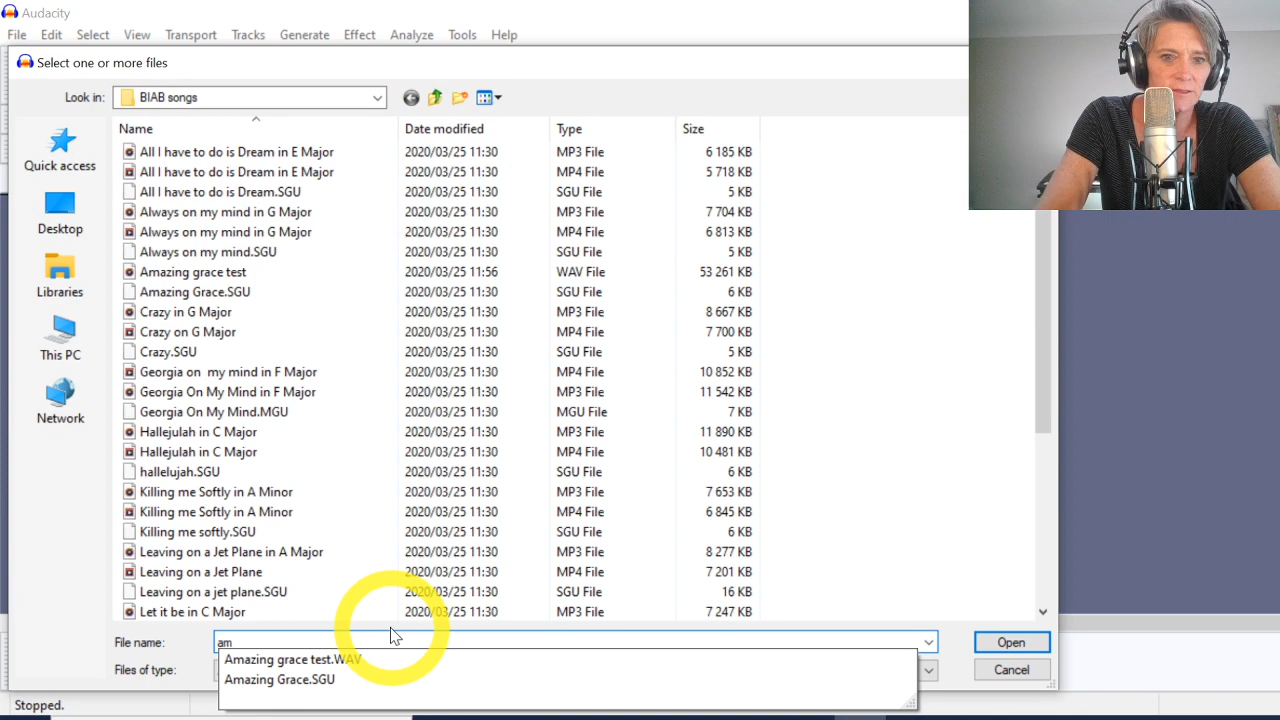 Audacity
File Edit Select View Transport Tracks Generate Effect Analyze Tools Help
Select one or more files
Look in: BIAB songs
Name Date modified Type Size
All I have to do is Dream in E Major 2020/03/25 11:30 MP3 File 6 185 KB
All I have to do is Dream in E Major 2020/03/25 11:30 MP4 File 5 718 KB
All I have to do is Dream.SGU 2020/03/25 11:30 SGU File 5 KB
Always on my mind in G Major 2020/03/25 11:30 MP3 File 7 704 KB
Always on my mind in G Major 2020/03/25 11:30 MP4 File 6 813 KB
Always on my mind.SGU 2020/03/25 11:30 SGU File 5 KB
Amazing grace test 2020/03/25 11:56 WAV File 53 261 KB
Amazing Grace.SGU 2020/03/25 11:30 SGU File 6 KB
Crazy in G Major 2020/03/25 11:30 MP3 File 8 667 KB
Crazy on G Major 2020/03/25 11:30 MP4 File 7 700 KB
Crazy.SGU 2020/03/25 11:30 SGU File 5 KB
Georgia on  my mind in F Major 2020/03/25 11:30 MP4 File 10 852 KB
Georgia On My Mind in F Major 2020/03/25 11:30 MP3 File 11 542 KB
Georgia On My Mind.MGU 2020/03/25 11:30 MGU File 7 KB
Hallejulah in C Major 2020/03/25 11:30 MP3 File 11 890 KB
Hallejulah in C Major 2020/03/25 11:30 MP4 File 10 481 KB
hallelujah.SGU 2020/03/25 11:30 SGU File 6 KB
Killing me Softly in A Minor 2020/03/25 11:30 MP3 File 7 653 KB
Killing me Softly in A Minor 2020/03/25 11:30 MP4 File 6 845 KB
Killing me softly.SGU 2020/03/25 11:30 SGU File 6 KB
Leaving on a Jet Plane in A Major 2020/03/25 11:30 MP3 File 8 277 KB
Leaving on a Jet Plane 2020/03/25 11:30 MP4 File 7 201 KB
Leaving on a jet plane.SGU 2020/03/25 11:30 SGU File 16 KB
Let it be in C Major 2020/03/25 11:30 MP3 File 7 247 KB
Quick access
Desktop
Libraries
This PC
Network
File name: am Open
Amazing grace test.WAV
Files of type: Cancel
Amazing Grace.SGU
Stopped.